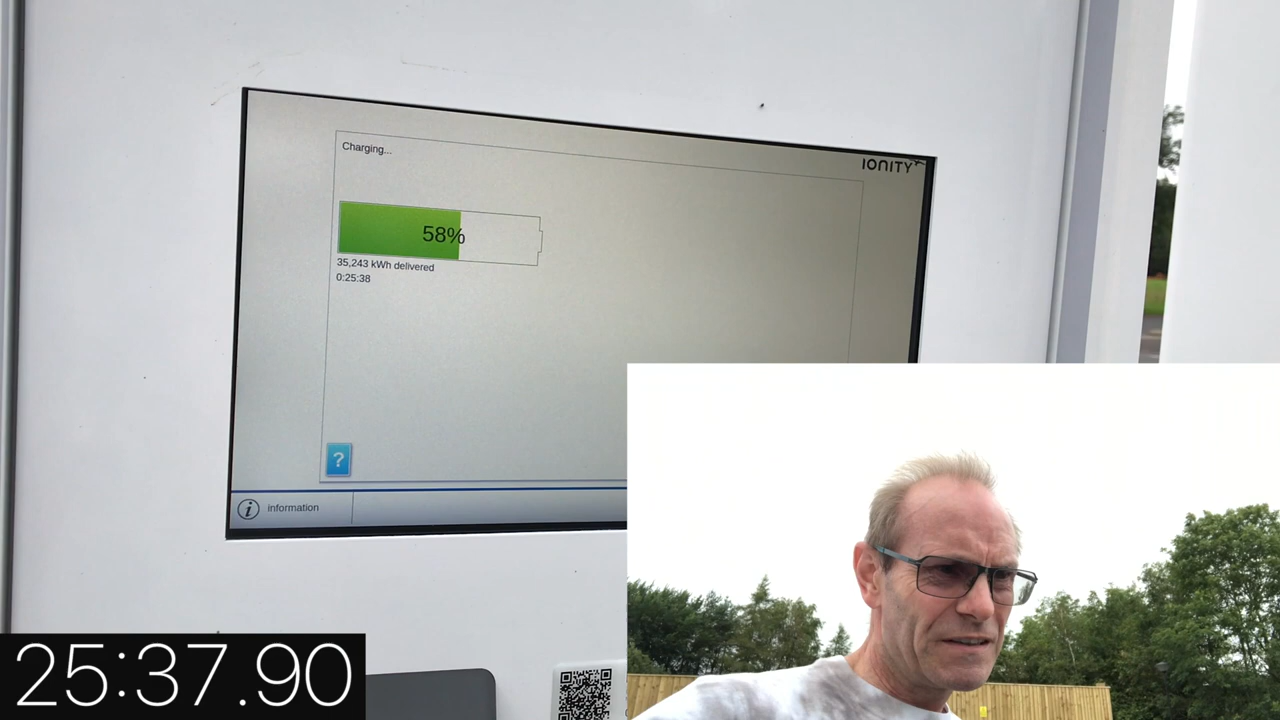 Charging...
IONITY
58%
35,243 kWh delivered
0:25:38
?
i information
25:37.90